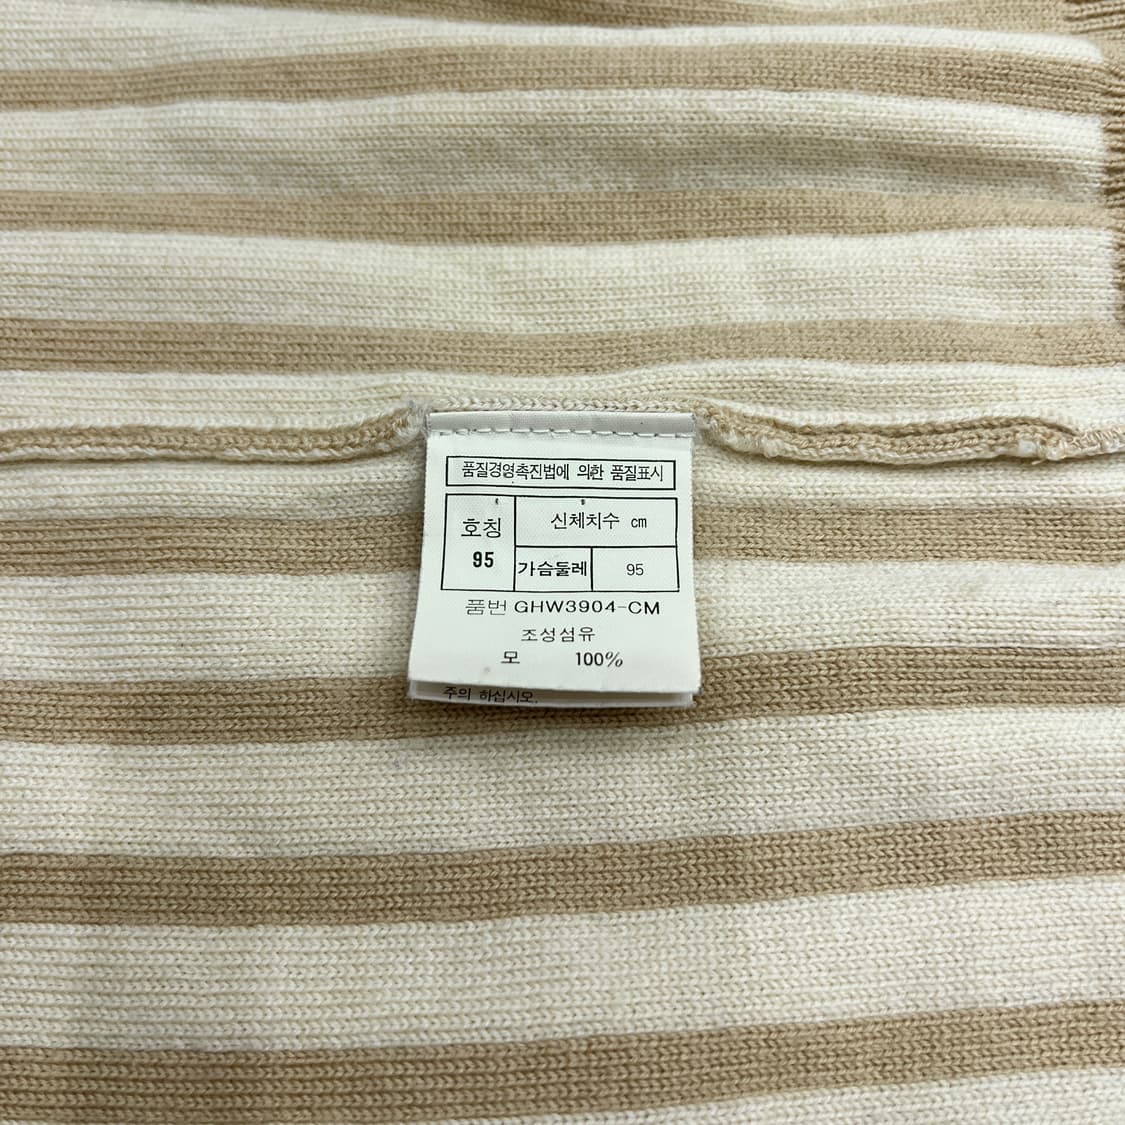 품질경영촉진법에 의한 품질표시
호칭
95
신체치수 cm
가슴둘레 95
품번 GHW3904-CM
조성섬유
모 100%
주의 하십시오.